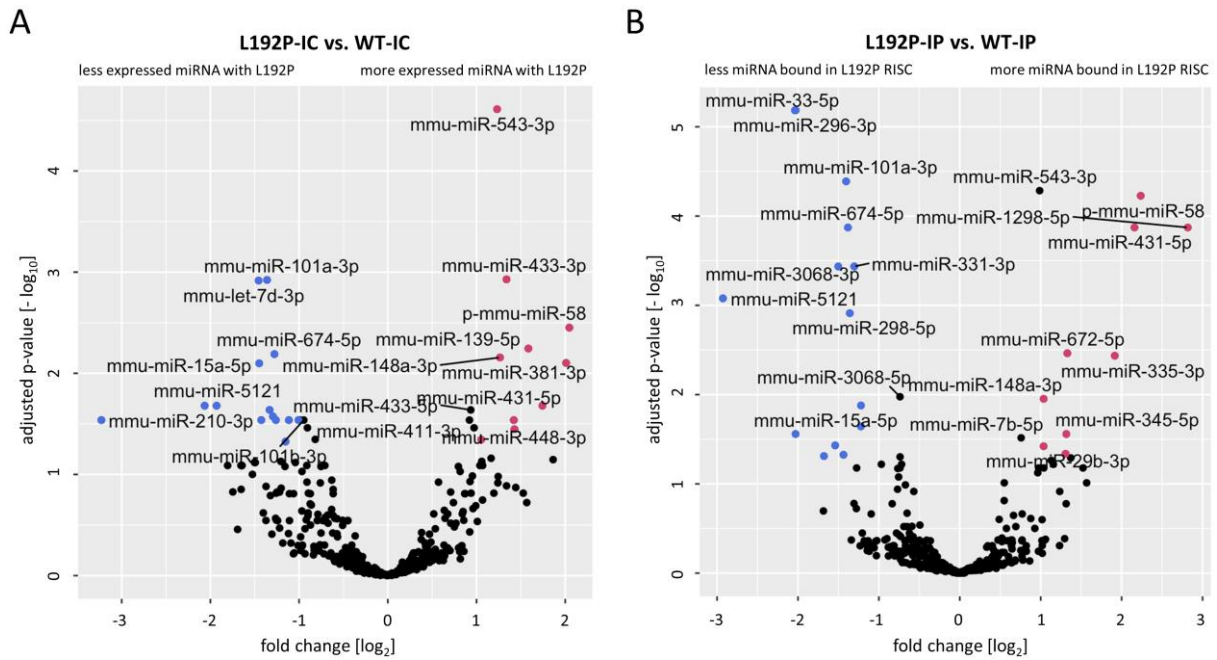 A
L192P-IC vs. WT-IC
less expressed miRNA with L192P
more expressed miRNA with L192P
mmu-miR-543-3p
mmu-miR-101a-3p
mmu-miR-433-3p
mmu-let-7d-3p
p-mmu-miR-58
mmu-miR-674-5p
mmu-miR-139-5p
mmu-miR-15a-5p
mmu-miR-148a-3p
mmu-miR-381-3p
mmu-miR-5121
mmu-miR-431-5p
mmu-miR-433-5p
mmu-miR-210-3p
mmu-miR-411-3p
mmu-miR-448-3p
mmu-miR-101b-3p
adjusted p-value [- log10]
4
3
2
1
0
-3
-2
-1
0
1
2
fold change [log2]
B
L192P-IP vs. WT-IP
less miRNA bound in L192P RISC
more miRNA bound in L192P RISC
mmu-miR-33-5p
mmu-miR-296-3p
mmu-miR-101a-3p
mmu-miR-543-3p
mmu-miR-674-5p
mmu-miR-1298-5p
p-mmu-miR-58
mmu-miR-431-5p
mmu-miR-3068-3p
mmu-miR-331-3p
mmu-miR-5121
mmu-miR-298-5p
mmu-miR-672-5p
mmu-miR-335-3p
mmu-miR-3068-5p
mmu-miR-148a-3p
mmu-miR-15a-5p
mmu-miR-7b-5p
mmu-miR-345-5p
mmu-miR-29b-3p
adjusted p-value [- log10]
5
4
3
2
1
0
-3
-2
-1
0
1
2
3
fold change [log2]